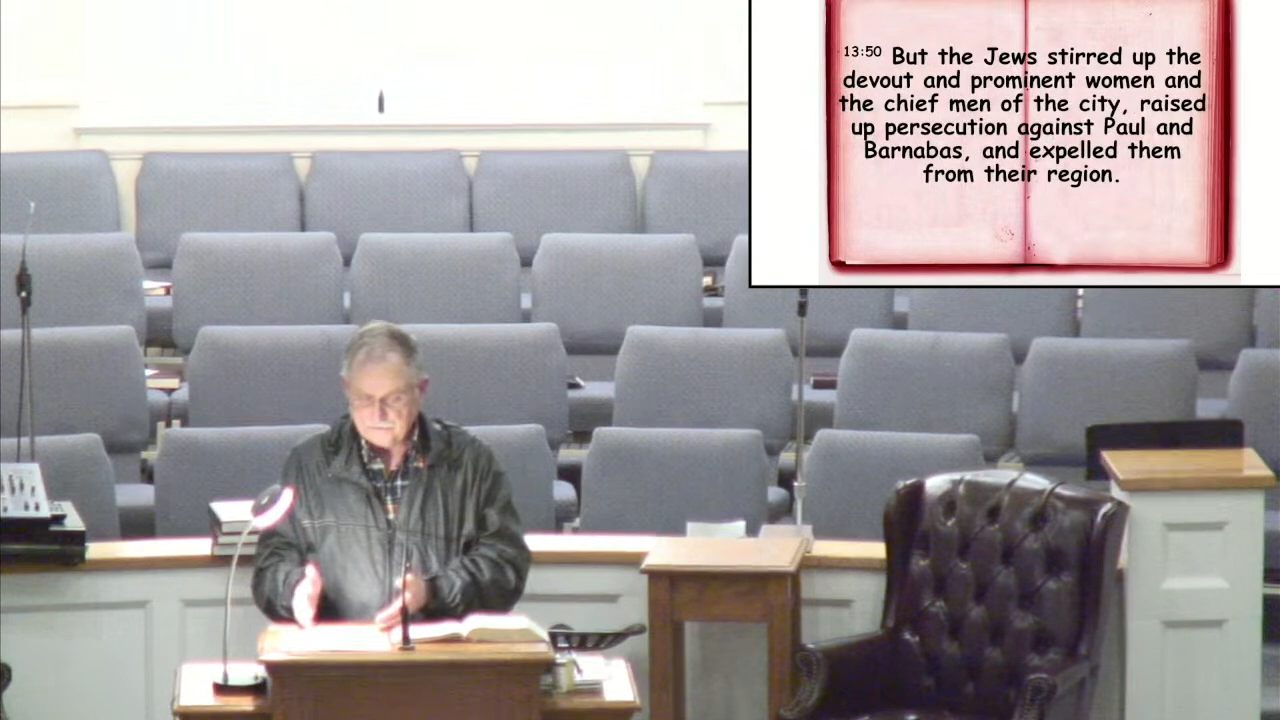 13:50 But the Jews stirred up the
devout and prominent women and
the chief men of the city, raised
up persecution against Paul and
Barnabas, and expelled them
from their region.